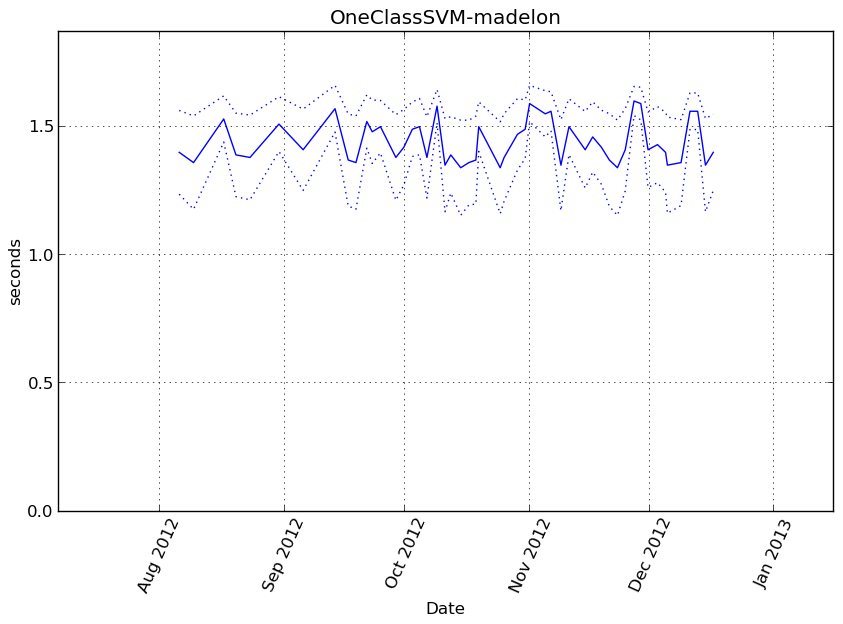 OneClassSVM-madelon
1.5
1.0
0.5
0.0
seconds
Aug 2012
Sep 2012
Oct 2012
Nov 2012
Dec 2012
Jan 2013
Date